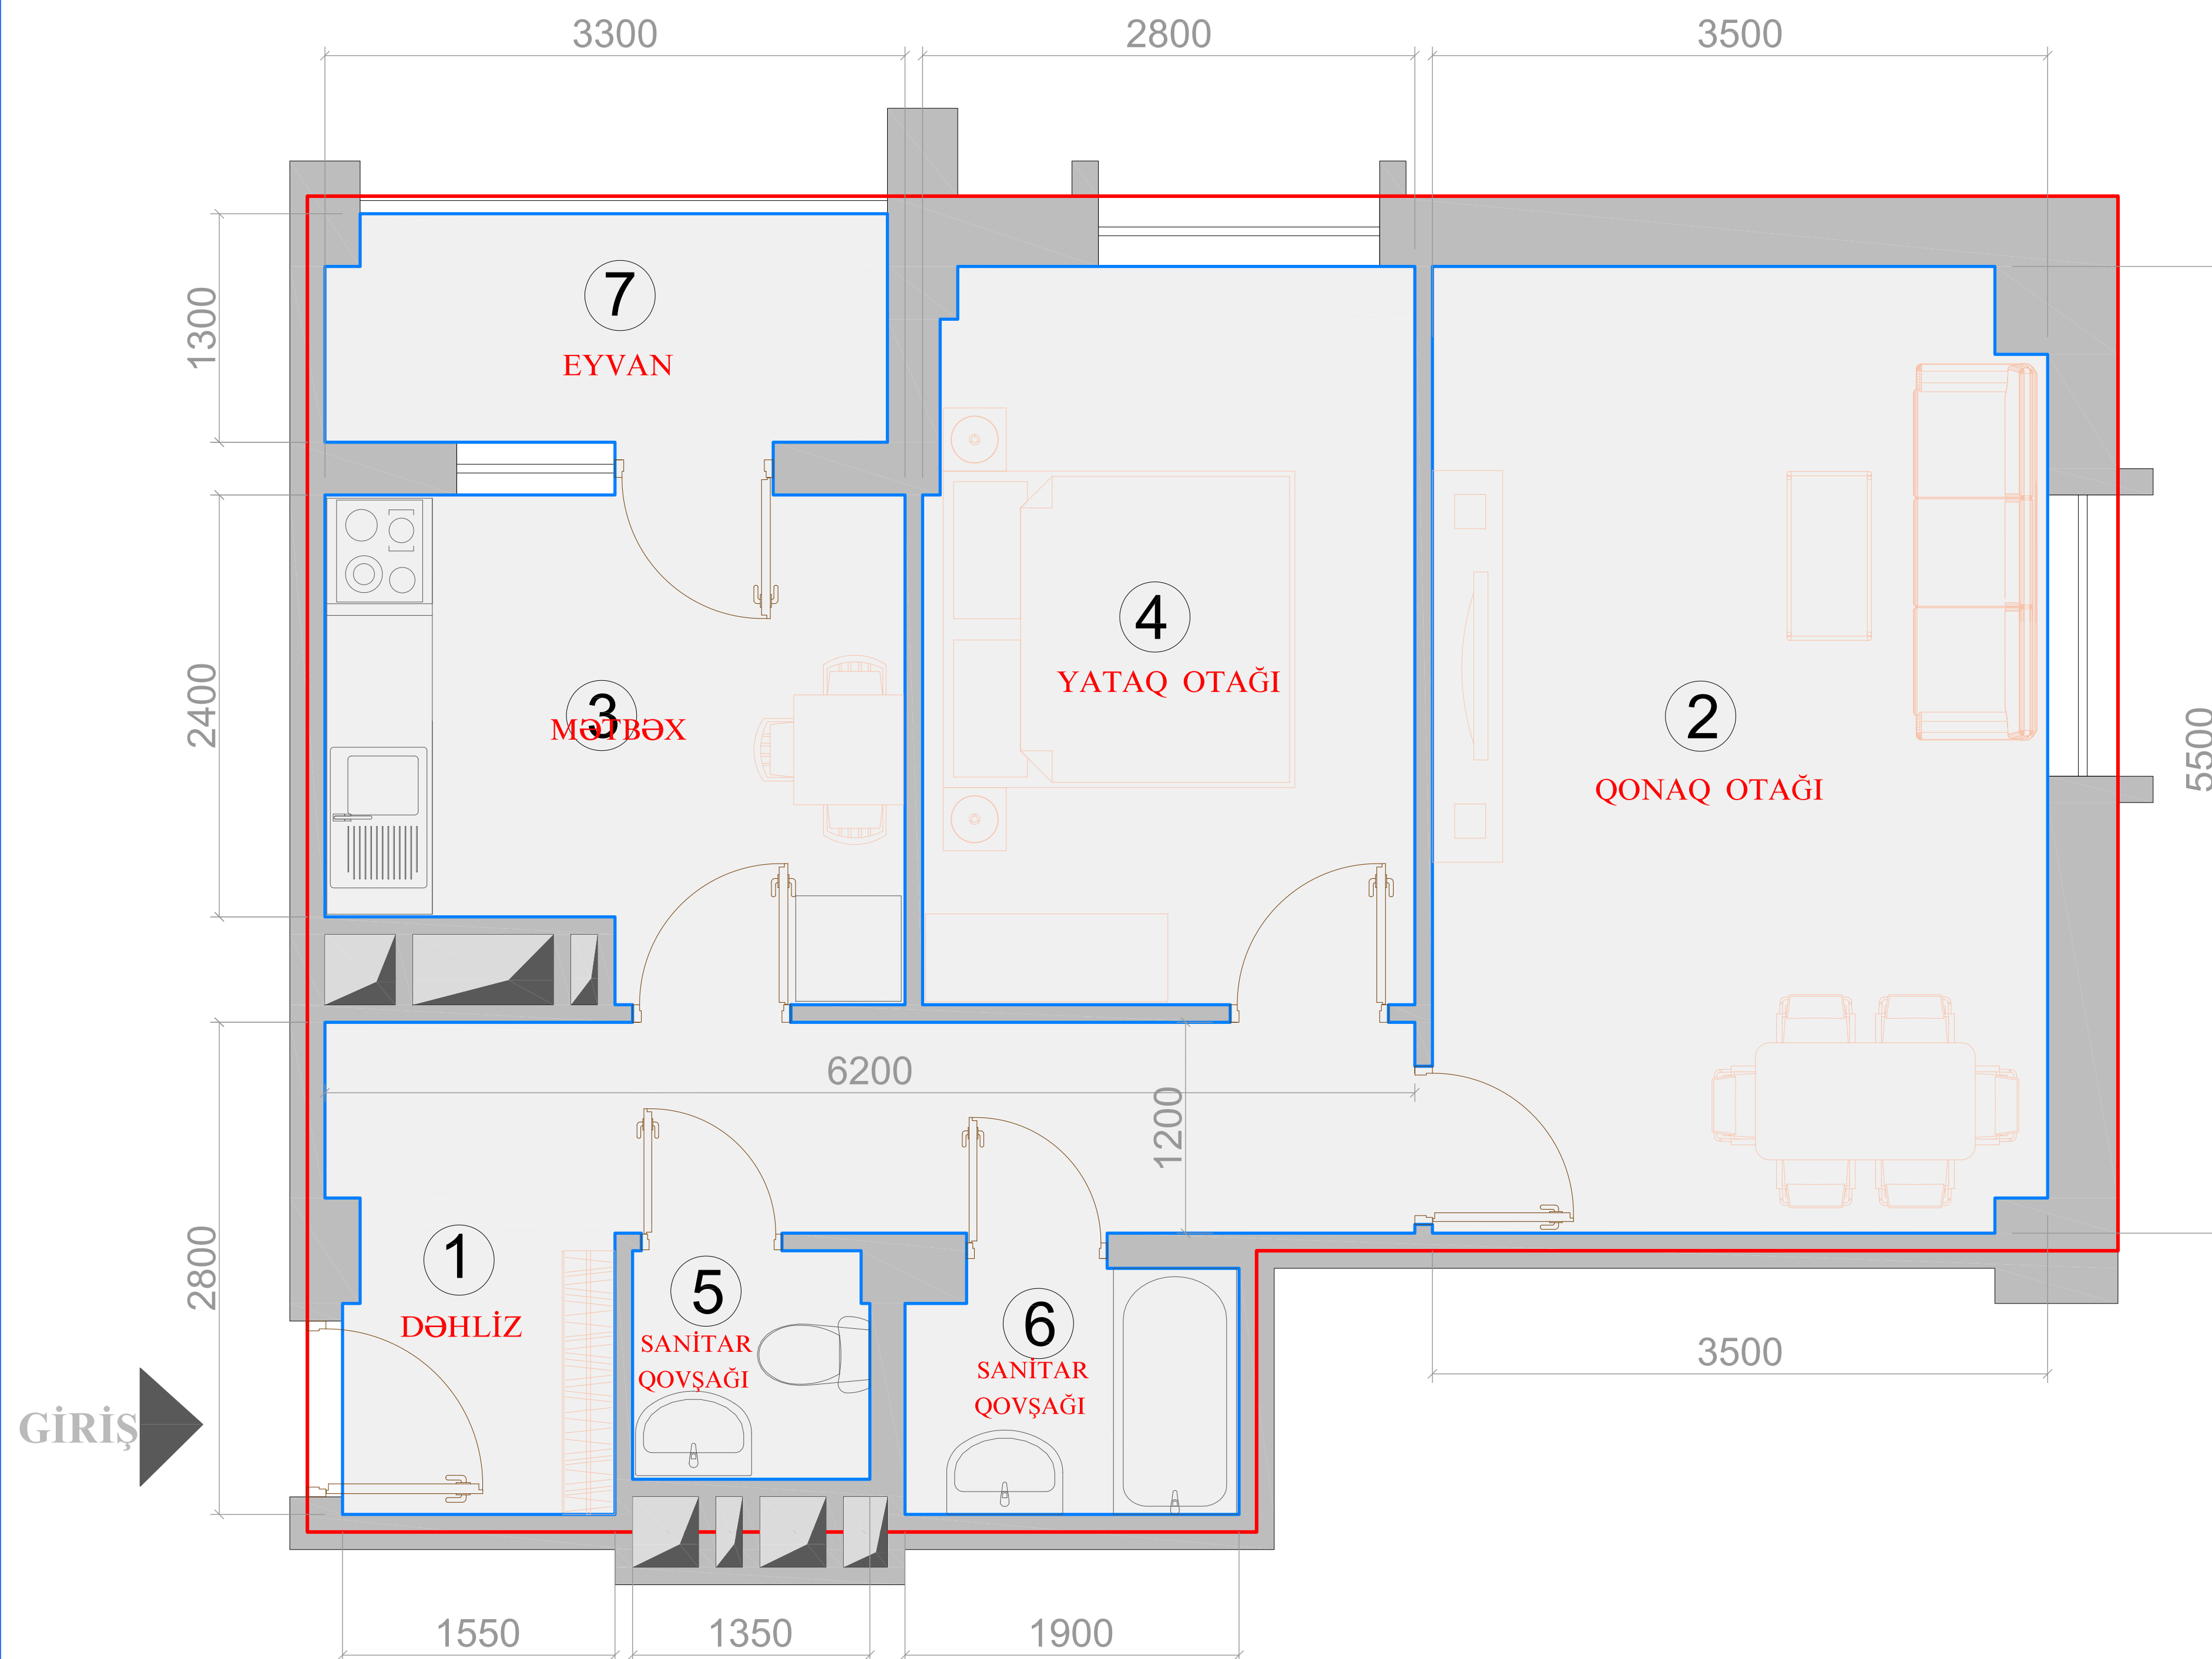 3300
2800
3500
1300
7
EYVAN
2400
3
MƏTBƏX
4
YATAQ OTAĞI
2
QONAQ OTAĞI
5500
6200
1200
2800
1
DƏHLİZ
5
SANİTAR
QOVŞAĞI
6
SANİTAR
QOVŞAĞI
3500
GİRİŞ
1550
1350
1900